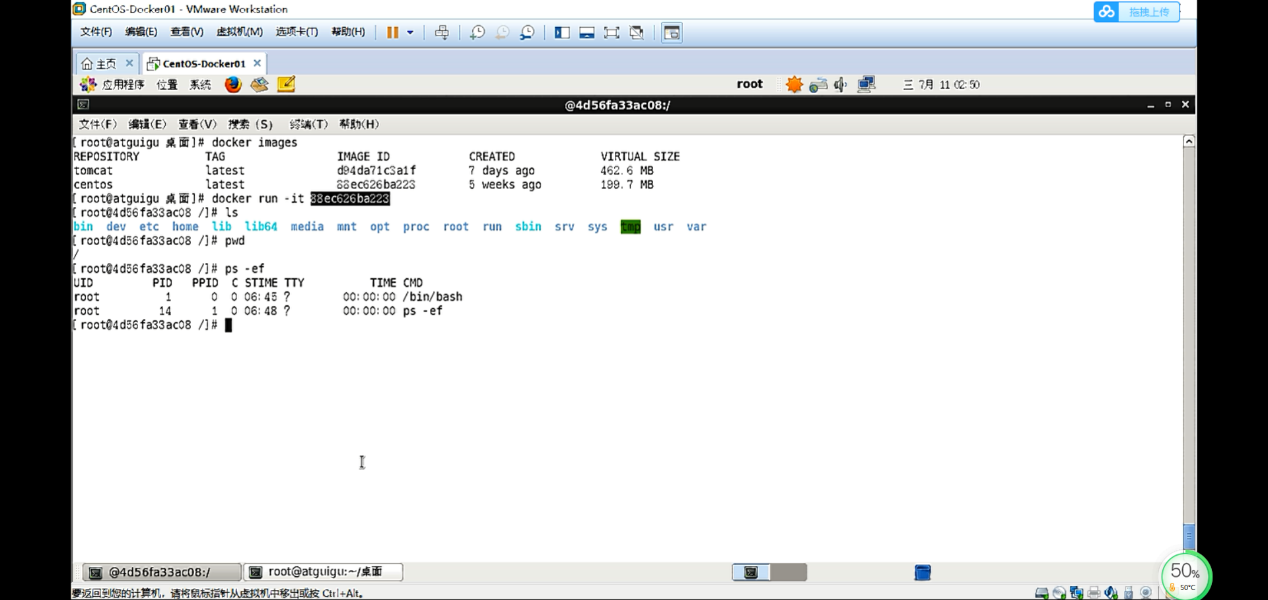 CentOS-Docker01 - VMware Workstation
拖拽上传
文件(F) 编辑(E) 查看(V) 虚拟机(M) 选项卡(T) 帮助(H)
主页 CentOS-Docker01
应用程序 位置 系统 root 三 7月 11 02:50
@4d56fa33ac08:/
文件(F) 编辑(E) 查看(V) 搜索 (S) 终端(T) 帮助(H)
[root@atguigu 桌面]# docker images
REPOSITORY TAG IMAGE ID CREATED VIRTUAL SIZE
tomcat latest d94da71c3a1f 7 days ago 462.6 MB
centos latest 88ec626ba223 5 weeks ago 199.7 MB
[root@atguigu 桌面]# docker run -it 88ec626ba223
[root@4d56fa33ac08 /]# ls
bin dev etc home lib lib64 media mnt opt proc root run sbin srv sys tmp usr var
[root@4d56fa33ac08 /]# pwd
/
[root@4d56fa33ac08 /]# ps -ef
UID PID PPID C STIME TTY TIME CMD
root 1 0 0 06:45 ? 00:00:00 /bin/bash
root 14 1 0 06:48 ? 00:00:00 ps -ef
[root@4d56fa33ac08 /]#
@4d56fa33ac08:/ root@atguigu:~/桌面
50%
50°C
要返回到您的计算机，请将鼠标指针从虚拟机中移出或按 Ctrl+Alt。